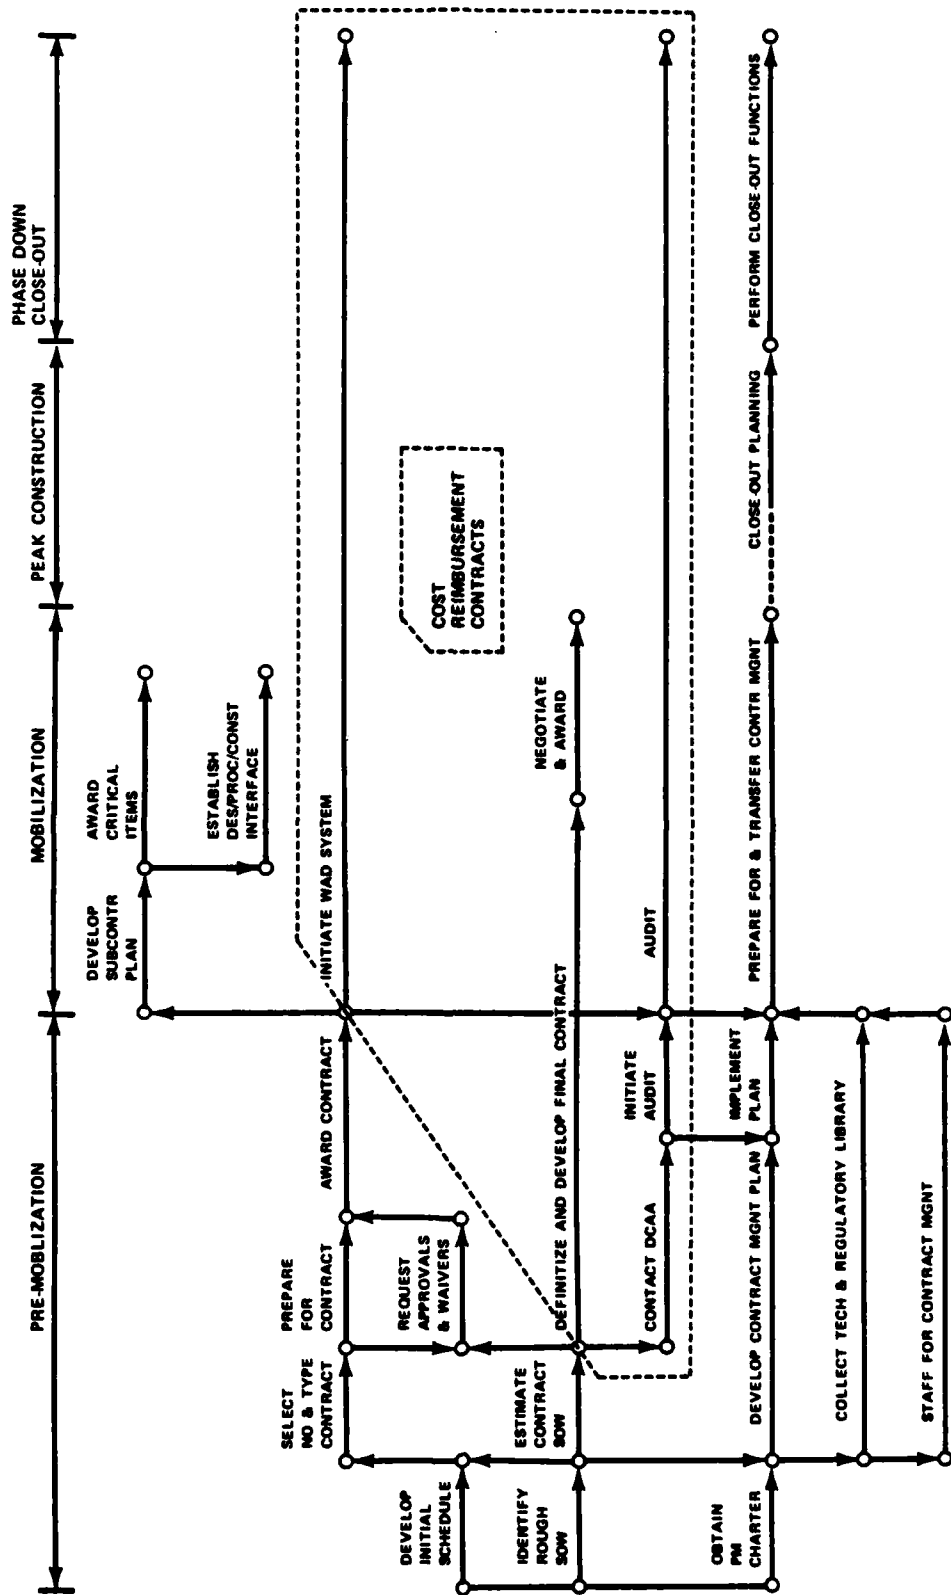 PRE-MOBLIZATION
MOBILIZATION
PEAK CONSTRUCTION
PHASE DOWN
CLOSE-OUT
DEVELOP
SUBCONTR
PLAN
AWARD
CRITICAL
ITEMS
ESTABLISH
DES/PROC/CONST
INTERFACE
SELECT
NO & TYPE
CONTRACT
PREPARE
FOR
CONTRACT
AWARD CONTRACT
INITIATE WAD SYSTEM
DEVELOP
INITIAL
SCHEDULE
REQUEST
APPROVALS
& WAIVERS
COST
REIMBURSEMENT
CONTRACTS
IDENTIFY
ROUGH
SOW
ESTIMATE
CONTRACT
SOW
DEFINITIZE AND DEVELOP FINAL CONTRACT
NEGOTIATE
& AWARD
CONTACT DCAA
INITIATE
AUDIT
AUDIT
OBTAIN
PM
CHARTER
DEVELOP CONTRACT MGNT PLAN
IMPLEMENT
PLAN
PREPARE FOR & TRANSFER CONTR MGNT
CLOSE-OUT PLANNING
PERFORM CLOSE-OUT FUNCTIONS
COLLECT TECH & REGULATORY LIBRARY
STAFF FOR CONTRACT MGNT